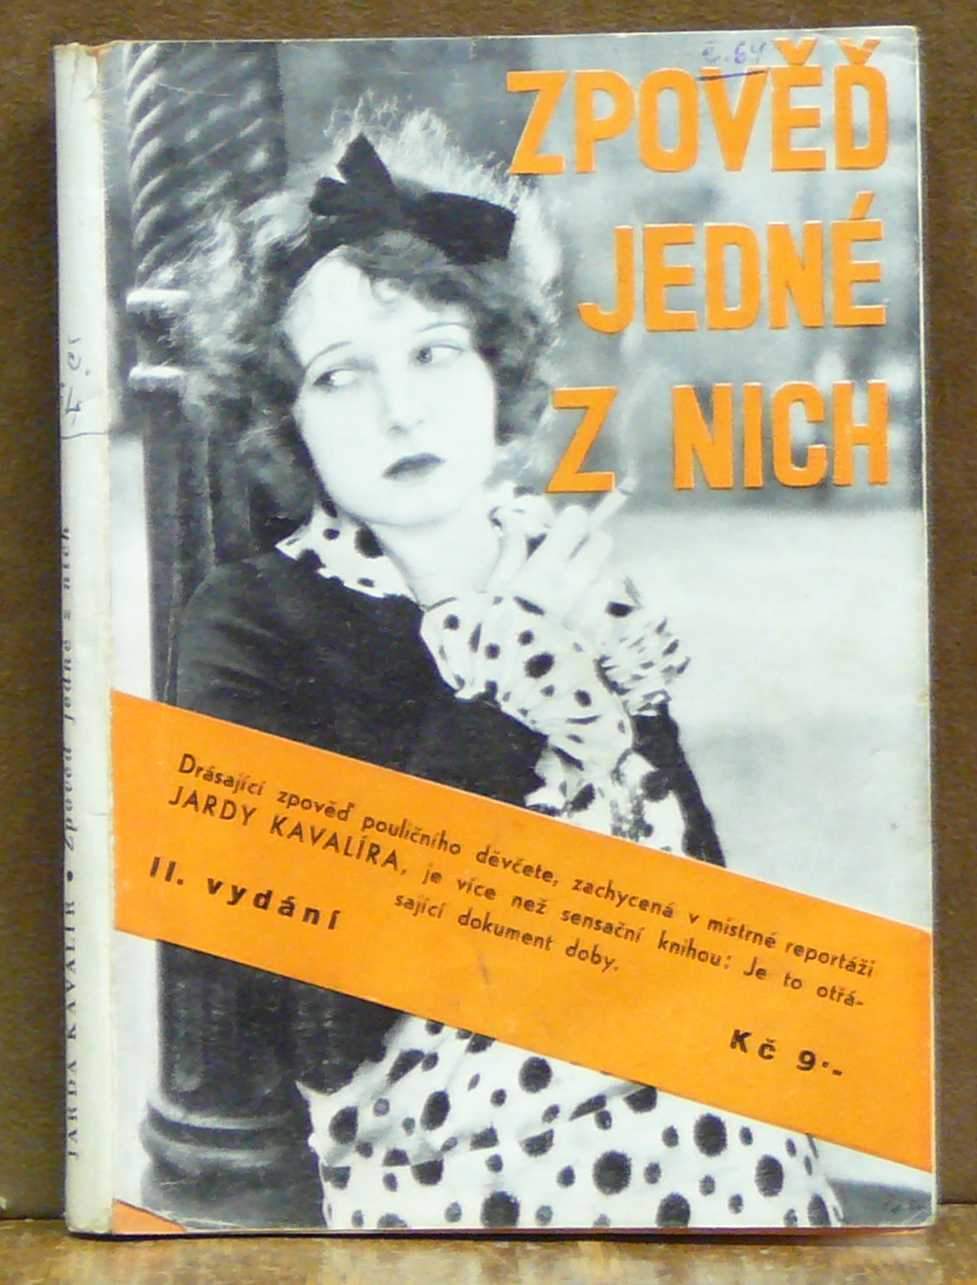 č. 64
ZPOVĚĎ
JEDNÉ
Z NICH
Drásající zpověď pouličního děvčete, zachycená v mistrné reportáži
JARDY KAVALÍRA, je více než sensační knihou: Je to otřá-
sající dokument doby.
II. vydání
Kč 9·-
JARDA KAVALÍR • Zpověď jedné z nich